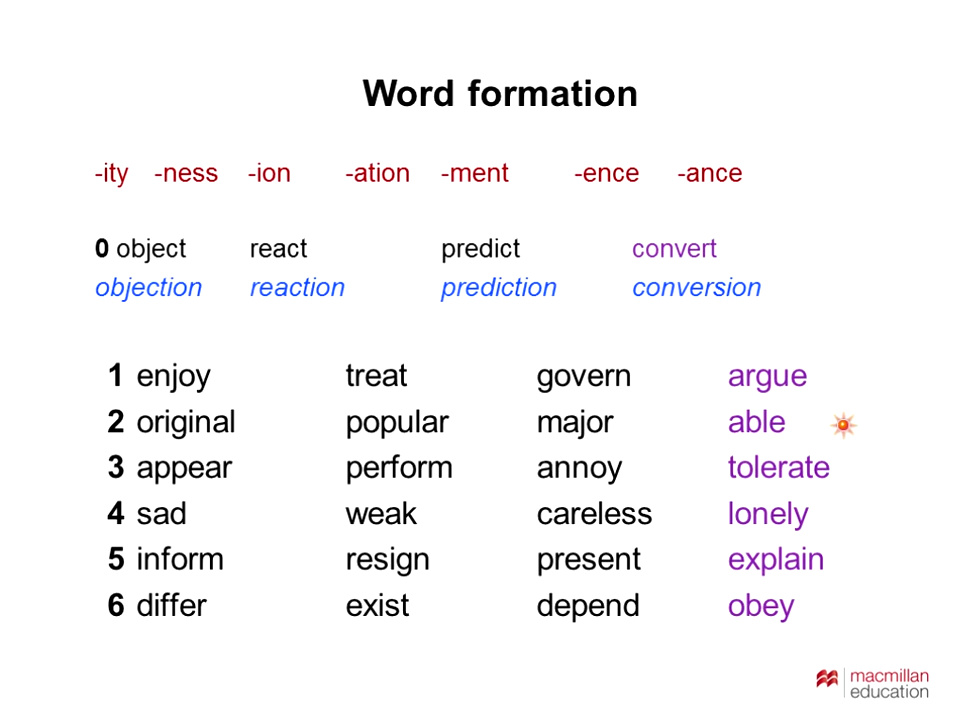 Word formation
-ity -ness -ion -ation -ment -ence -ance
0 object react predict convert
objection reaction prediction conversion
1 enjoy treat govern argue
2 original popular major able
3 appear perform annoy tolerate
4 sad weak careless lonely
5 inform resign present explain
6 differ exist depend obey
macmillan
education